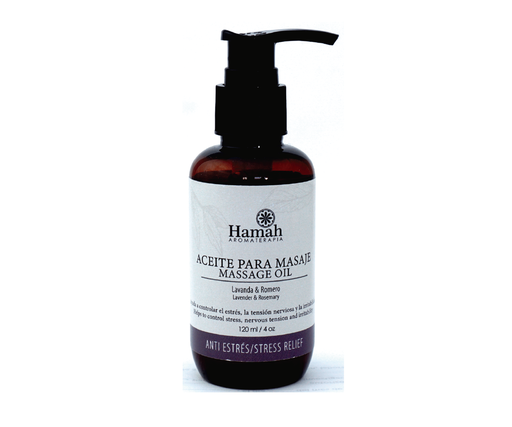 Hamah
AROMATERAPIA
ACEITE PARA MASAJE
MASSAGE OIL
Lavanda & Romero
Lavender & Rosemary
a controlar el estrés, la tensión nerviosa y la
to control stress, nervous tension and
120 ml / 4 oz
ANTI ESTRÉS/STRESS RELIEF